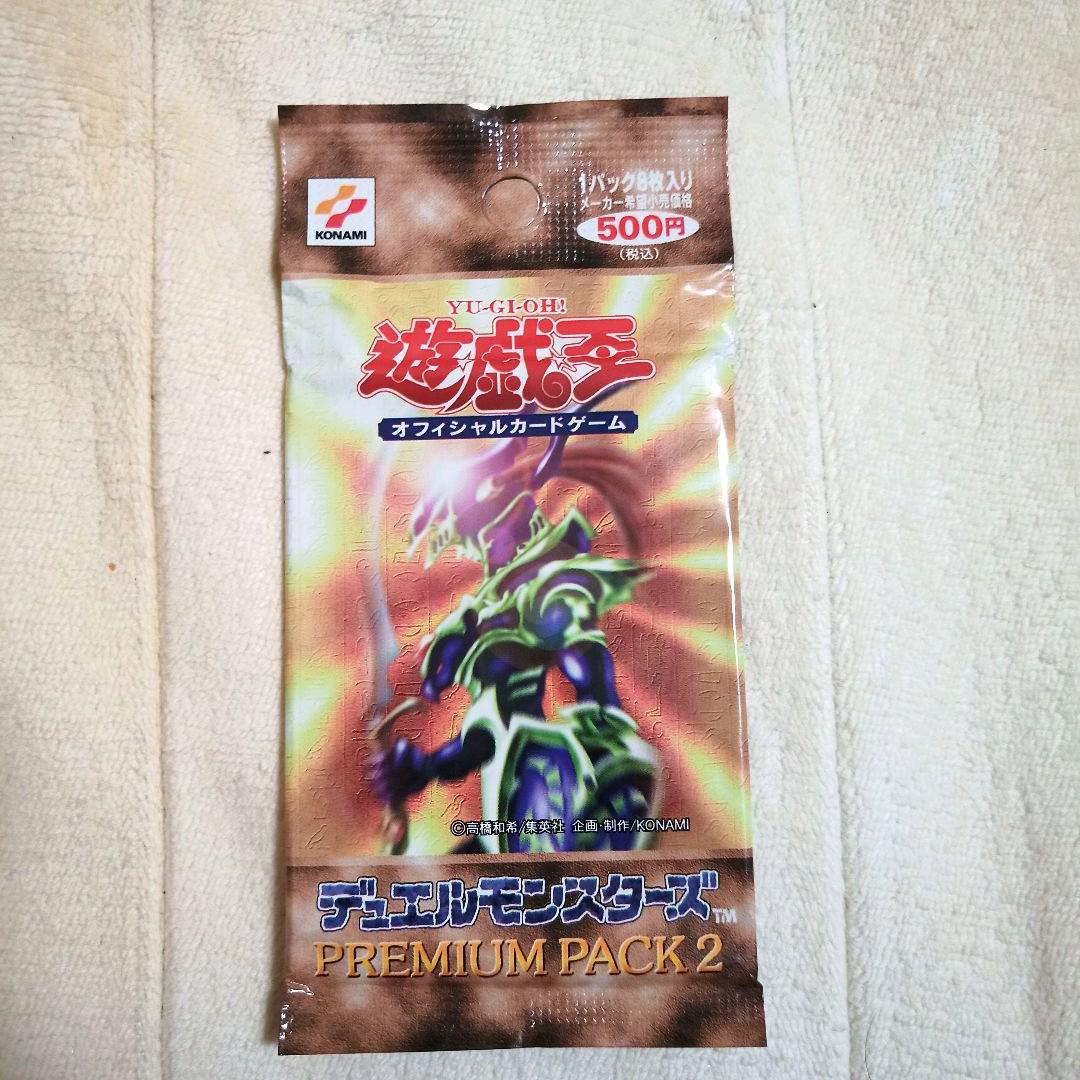 KONAMI
1パック8枚入り
メーカー希望小売価格
500円
(税込)
YU-GI-OH!
遊戯王
オフィシャルカードゲーム
©高橋和希/集英社 企画・制作/KONAMI
デュエルモンスターズ™
PREMIUM PACK 2